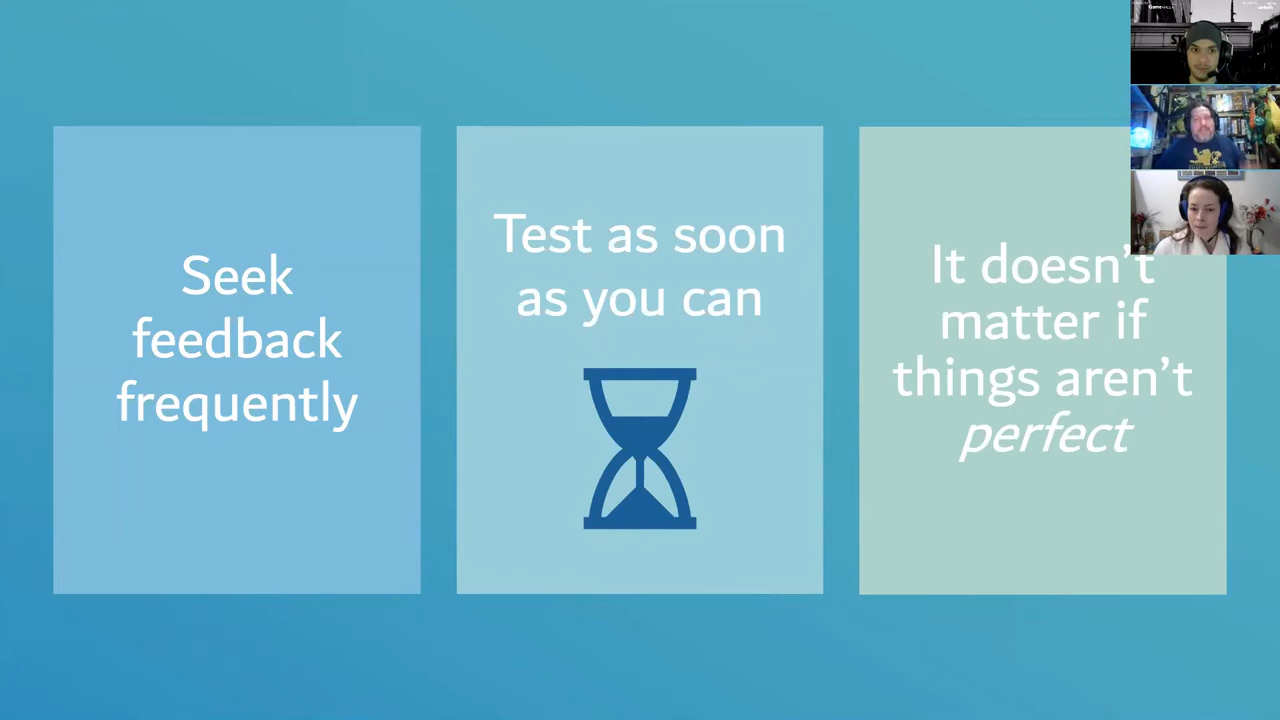 Seek
feedback
frequently
Test as soon
as you can
It doesn't
matter if
things aren't
perfect